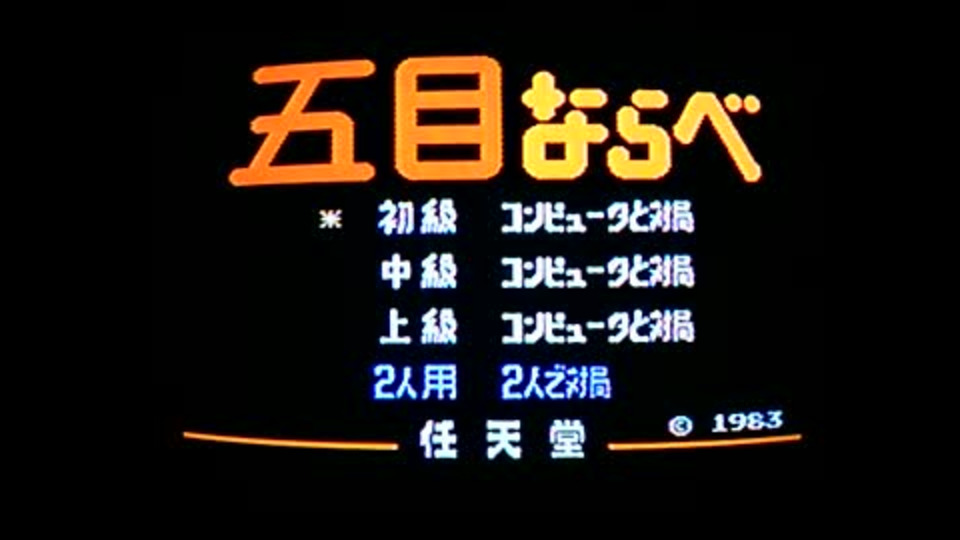 五目ならべ
* 初級 コンピュータと対局
中級 コンピュータと対局
上級 コンピュータと対局
2人用 2人で対局
© 1983
任天堂